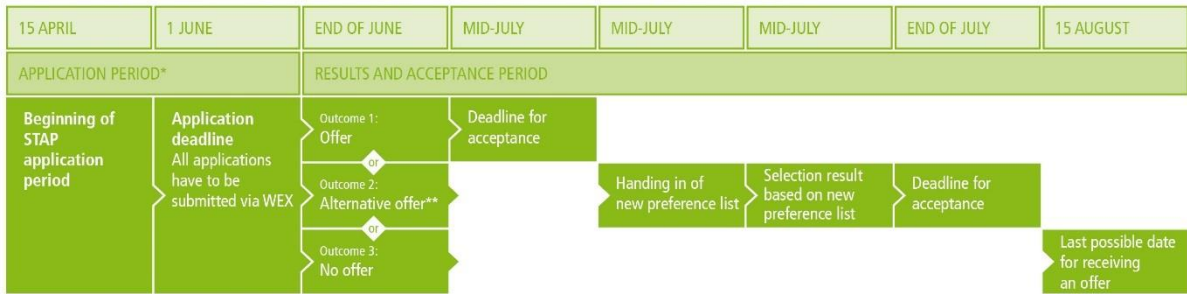 15 APRIL
1 JUNE
END OF JUNE
MID-JULY
MID-JULY
MID-JULY
END OF JULY
15 AUGUST
APPLICATION PERIOD*
RESULTS AND ACCEPTANCE PERIOD
Beginning of
STAP
application
period
Application
deadline
All applications
have to be
submitted via WEX
Outcome 1:
Offer
Deadline for
acceptance
or
Outcome 2:
Alternative offer**
Handing in of
new preference list
Selection result
based on new
preference list
Deadline for
acceptance
or
Outcome 3:
No offer
Last possible date
for receiving
an offer